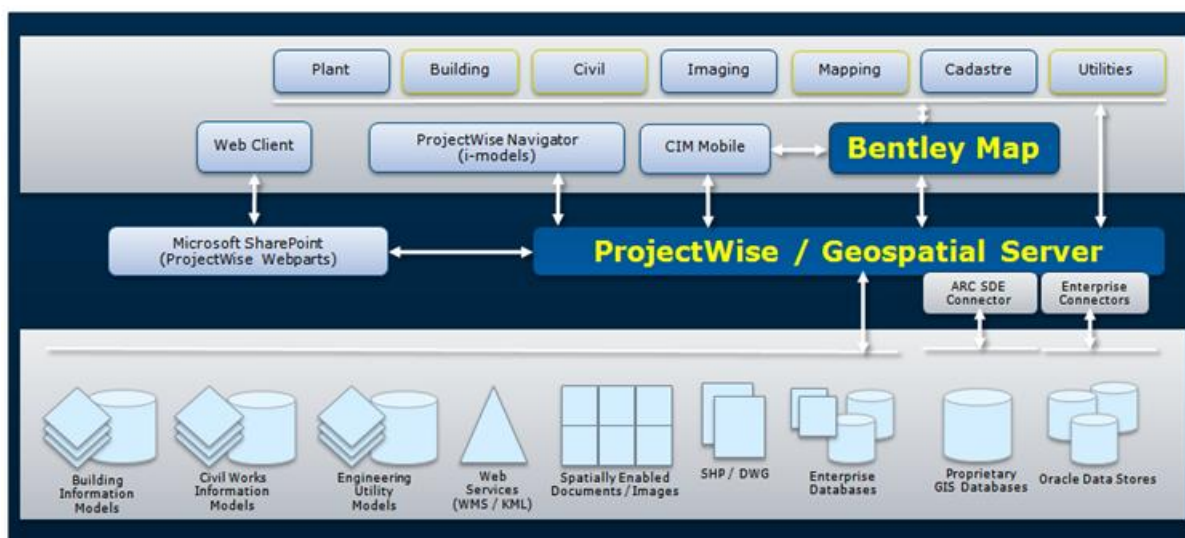 Plant
Building
Civil
Imaging
Mapping
Cadastre
Utilities
Web Client
ProjectWise Navigator
(i-models)
CIM Mobile
Bentley Map
Microsoft SharePoint
(ProjectWise Webparts)
ProjectWise / Geospatial Server
ARC SDE
Connector
Enterprise
Connectors
Building
Information
Models
Civil Works
Information
Models
Engineering
Utility
Models
Web
Services
(WMS / KML)
Spatially Enabled
Documents / Images
SHP / DWG
Enterprise
Databases
Proprietary
GIS Databases
Oracle Data Stores